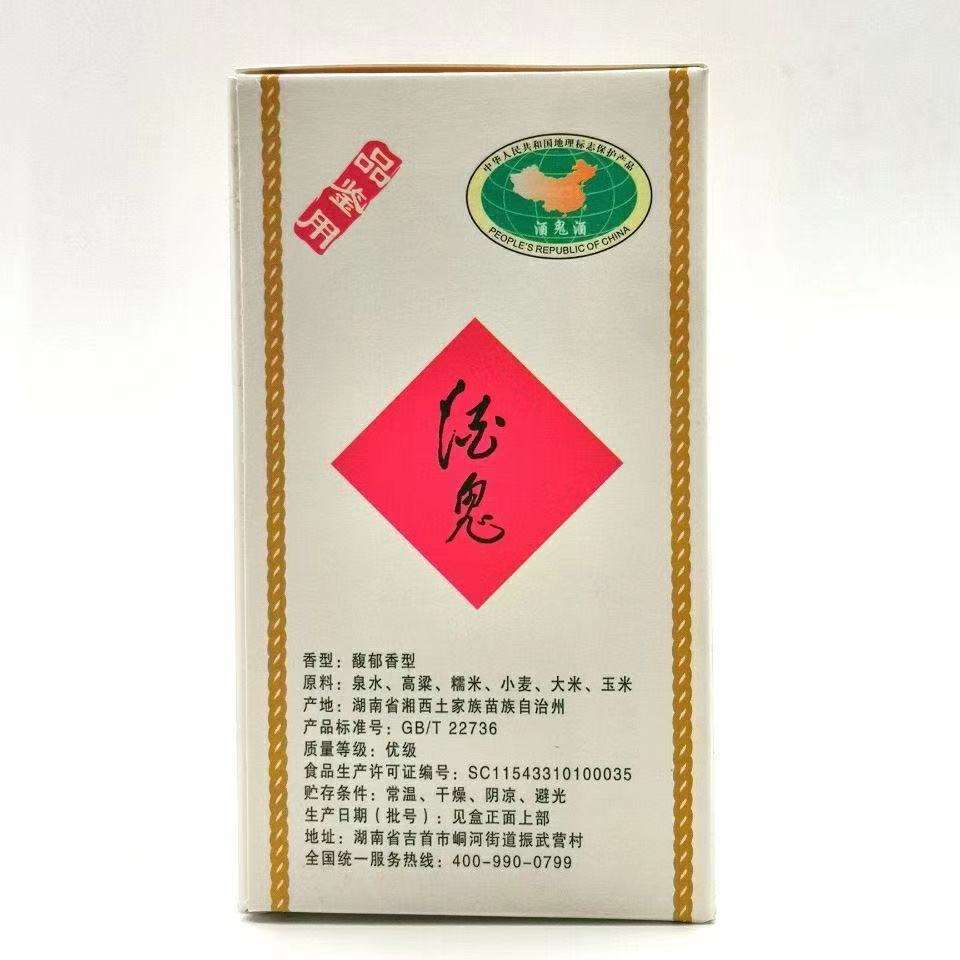 品鉴用
中华人民共和国地理标志保护产品
酒鬼酒
PEOPLE'S REPUBLIC OF CHINA
酒鬼
香型：馥郁香型
原料：泉水、高粱、糯米、小麦、大米、玉米
产地：湖南省湘西土家族苗族自治州
产品标准号：GB/T 22736
质量等级：优级
食品生产许可证编号：SC11543310100035
贮存条件：常温、干燥、阴凉、避光
生产日期（批号）：见盒正面上部
地址：湖南省吉首市峒河街道振武营村
全国统一服务热线：400-990-0799